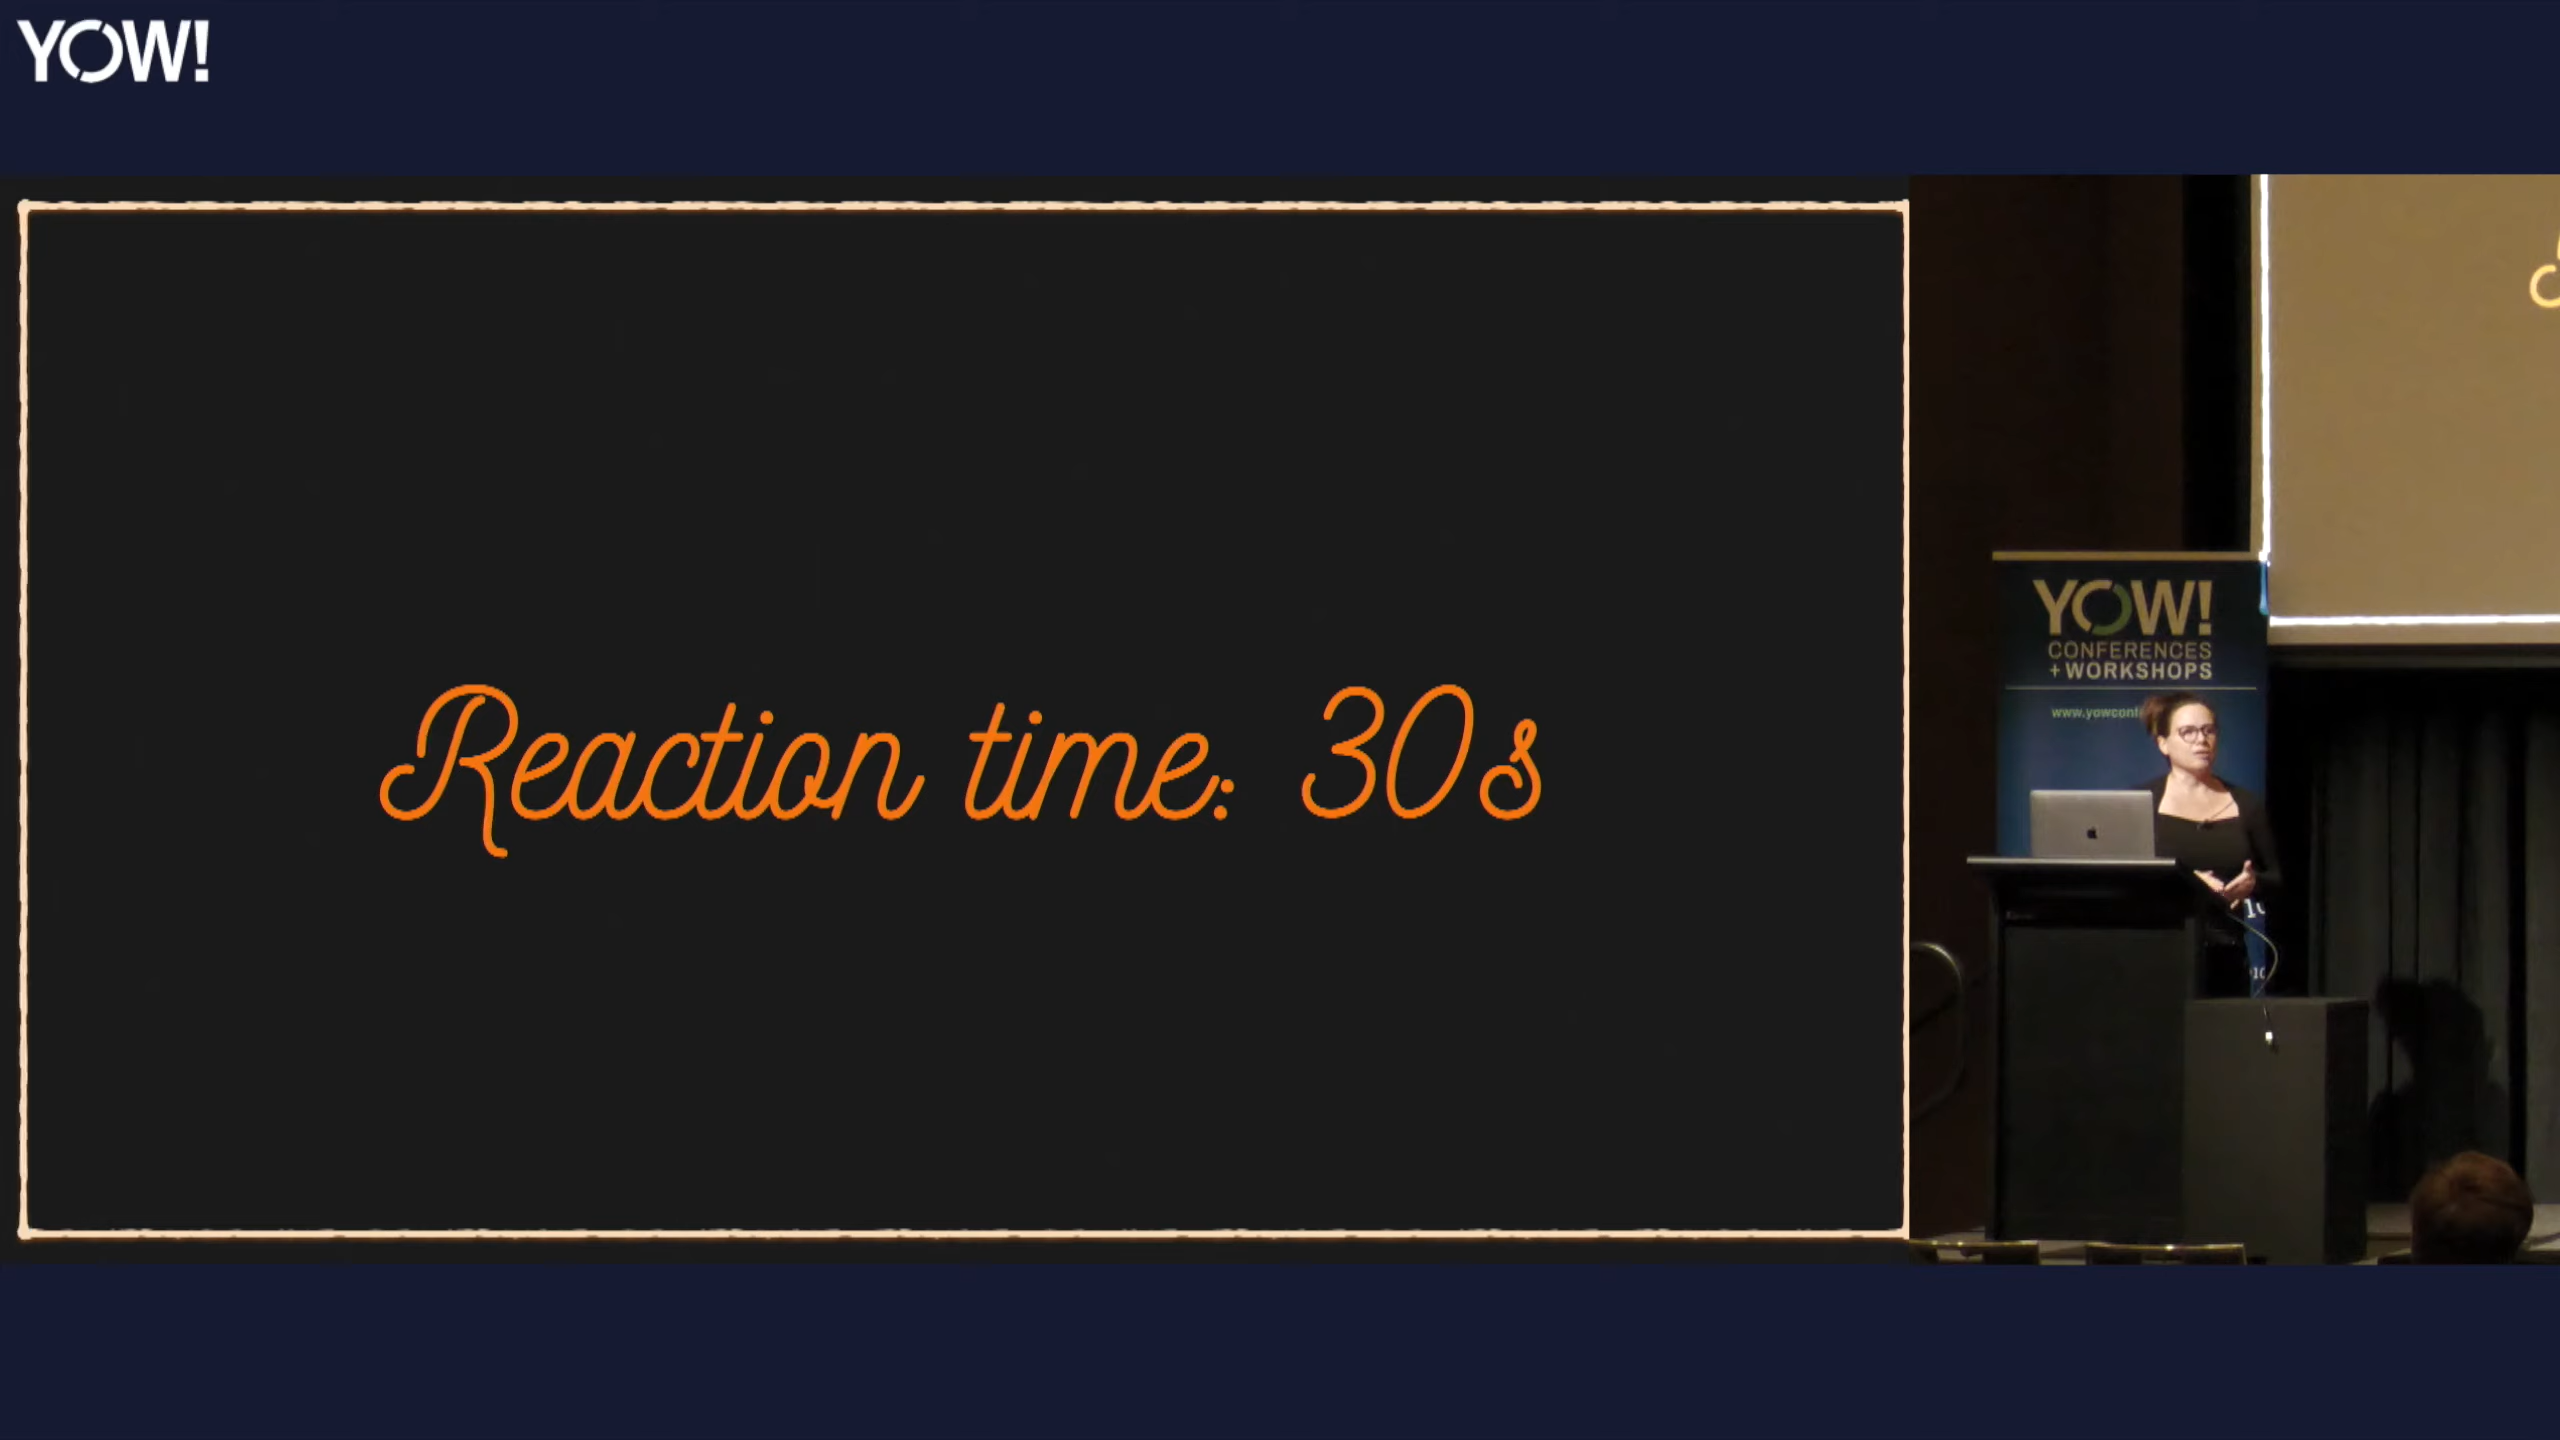 YOW!
Reaction time: 30s
YOW!
CONFERENCES
+ WORKSHOPS